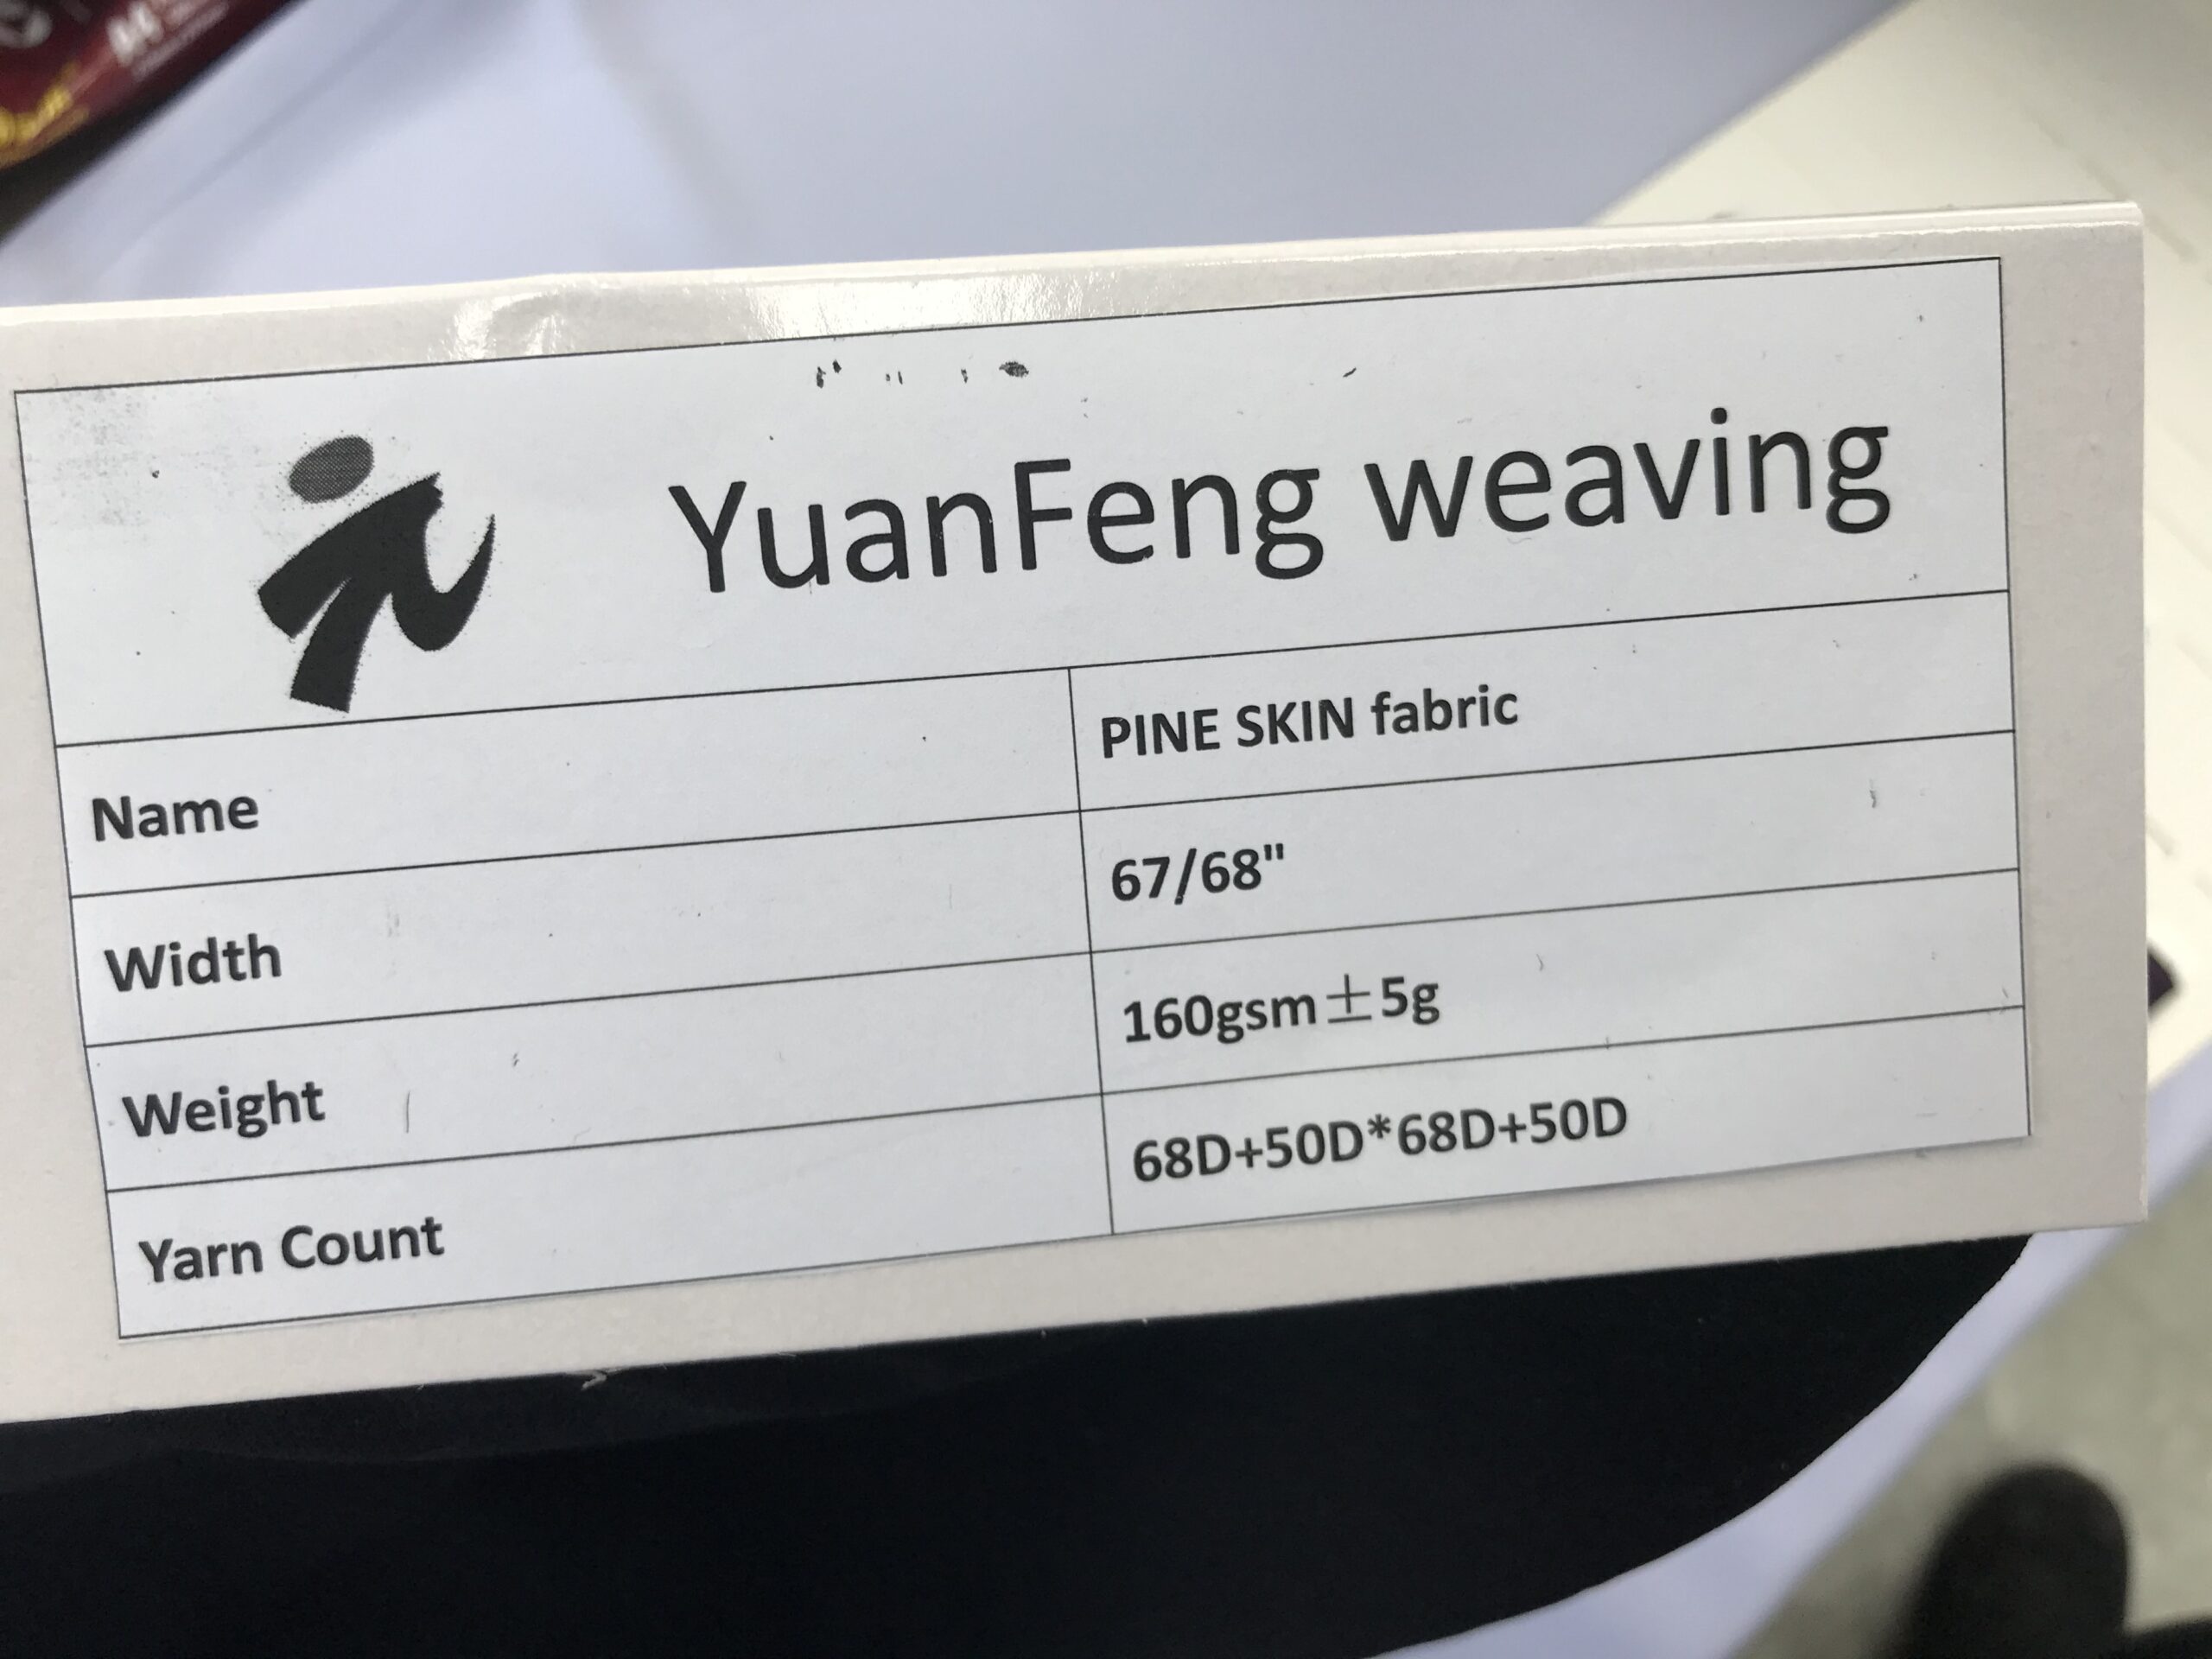 YuanFeng weaving
Name PINE SKIN fabric
Width 67/68"
Weight 160gsm±5g
Yarn Count 68D+50D*68D+50D